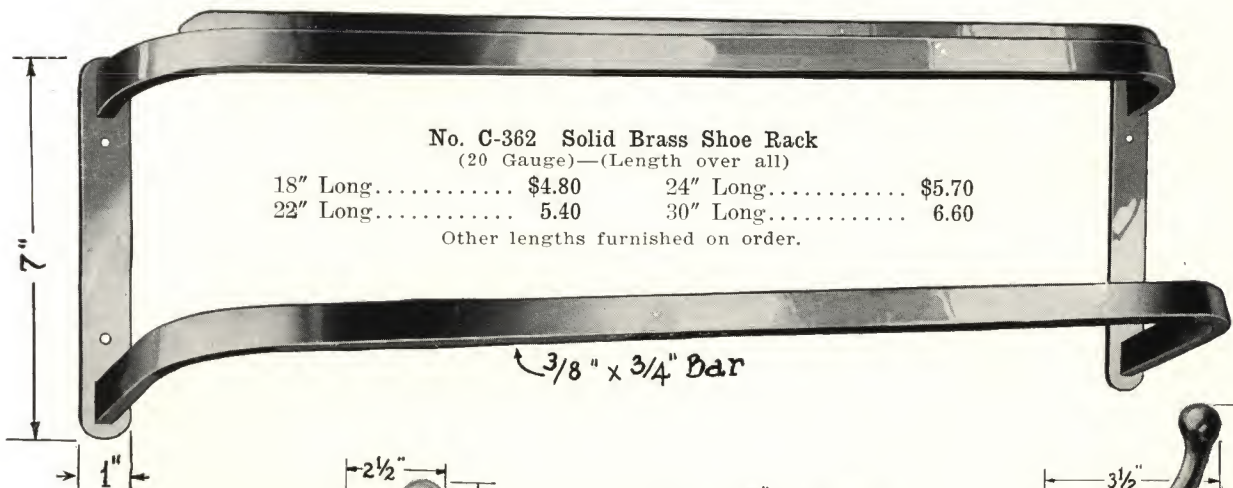 No. C-362 Solid Brass Shoe Rack
(20 Gauge)—(Length over all)
18" Long............ $4.80 24" Long............ $5.70
22" Long............ 5.40 30" Long............ 6.60
Other lengths furnished on order.
7"
3/8" x 3/4" Bar
1"
2½"
3½"